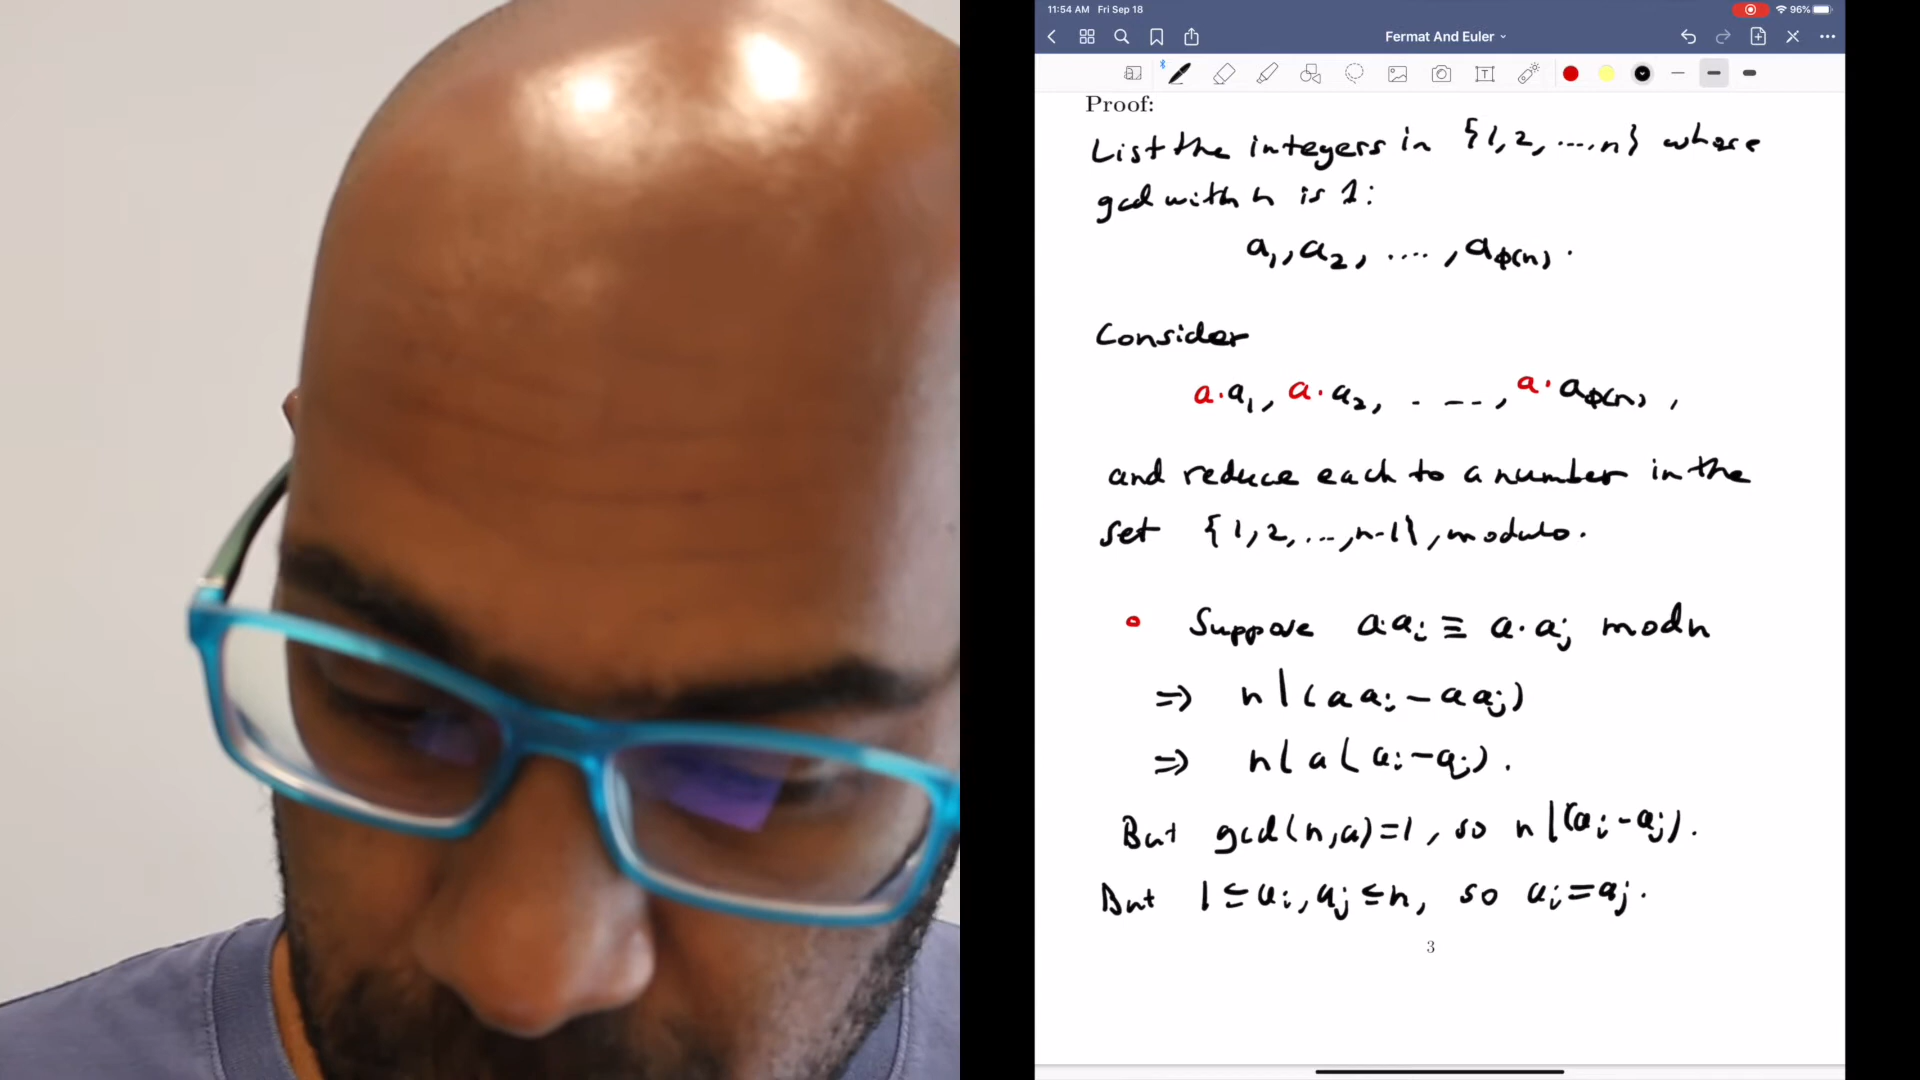 11:54 AM Fri Sep 18
96%
Fermat And Euler
Proof:
List the integers in {1, 2, ...., n} whose
gcd with n is 1:
a₁, a₂, ...., a_φ(n).
Consider
a·a₁, a·a₂, . ..., a·a_φ(n),
and reduce each to a number in the
set {1, 2, ..., n-1}, modulo.
Suppose a·aᵢ ≡ a·aⱼ mod n
⇒ n | (a aᵢ − a aⱼ)
⇒ n | a (aᵢ − aⱼ).
But gcd(n, a) = 1, so n | (aᵢ − aⱼ).
But 1 ≤ aᵢ, aⱼ ≤ n, so aᵢ = aⱼ.
3